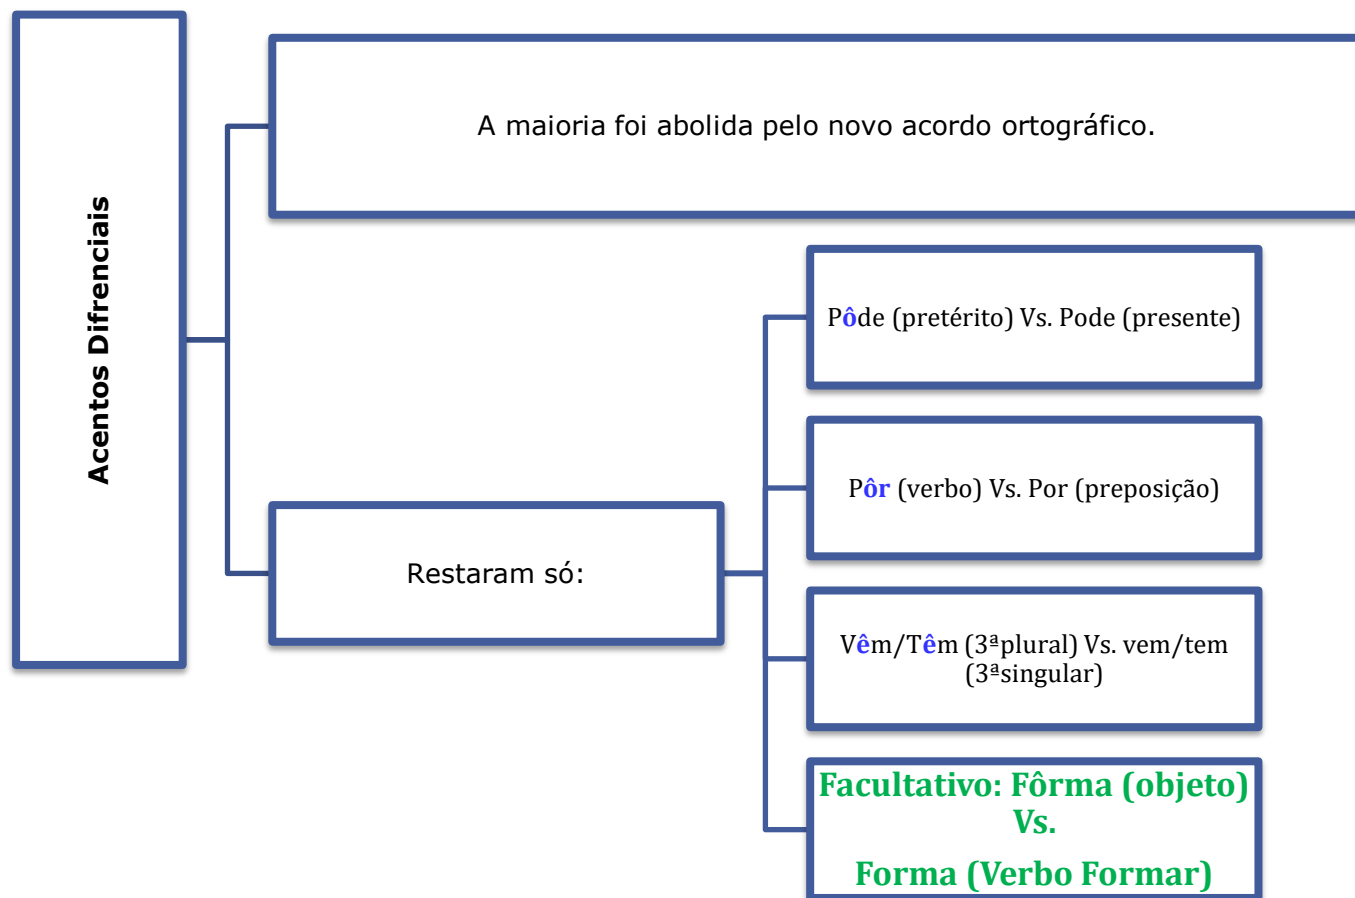 Acentos Difrenciais
A maioria foi abolida pelo novo acordo ortográfico.
Restaram só:
Pôde (pretérito) Vs. Pode (presente)
Pôr (verbo) Vs. Por (preposição)
Vêm/Têm (3ªplural) Vs. vem/tem
(3ªsingular)
Facultativo: Fôrma (objeto)
Vs.
Forma (Verbo Formar)